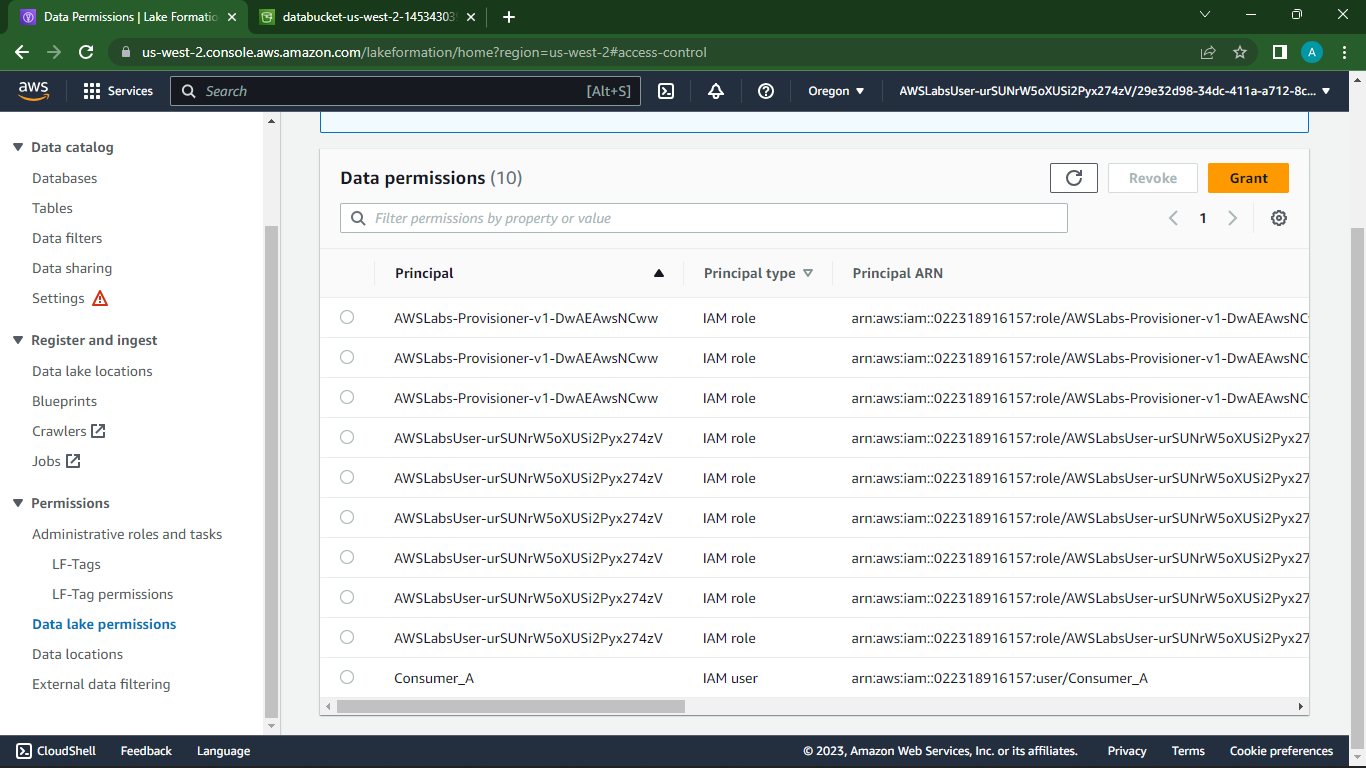 Data Permissions | Lake Formatio
databucket-us-west-2-14534303
us-west-2.console.aws.amazon.com/lakeformation/home?region=us-west-2#access-control
A
aws
Services
Search
[Alt+S]
Oregon
AWSLabsUser-urSUNrW5oXUSi2Pyx274zV/29e32d98-34dc-411a-a712-8c...
Data catalog
Databases
Tables
Data filters
Data sharing
Settings
Register and ingest
Data lake locations
Blueprints
Crawlers
Jobs
Permissions
Administrative roles and tasks
LF-Tags
LF-Tag permissions
Data lake permissions
Data locations
External data filtering
Data permissions (10)
Revoke
Grant
Filter permissions by property or value
1
Principal Principal type Principal ARN
AWSLabs-Provisioner-v1-DwAEAwsNCww IAM role arn:aws:iam::022318916157:role/AWSLabs-Provisioner-v1-DwAEAwsNC
AWSLabs-Provisioner-v1-DwAEAwsNCww IAM role arn:aws:iam::022318916157:role/AWSLabs-Provisioner-v1-DwAEAwsNC
AWSLabs-Provisioner-v1-DwAEAwsNCww IAM role arn:aws:iam::022318916157:role/AWSLabs-Provisioner-v1-DwAEAwsNC
AWSLabsUser-urSUNrW5oXUSi2Pyx274zV IAM role arn:aws:iam::022318916157:role/AWSLabsUser-urSUNrW5oXUSi2Pyx27
AWSLabsUser-urSUNrW5oXUSi2Pyx274zV IAM role arn:aws:iam::022318916157:role/AWSLabsUser-urSUNrW5oXUSi2Pyx27
AWSLabsUser-urSUNrW5oXUSi2Pyx274zV IAM role arn:aws:iam::022318916157:role/AWSLabsUser-urSUNrW5oXUSi2Pyx27
AWSLabsUser-urSUNrW5oXUSi2Pyx274zV IAM role arn:aws:iam::022318916157:role/AWSLabsUser-urSUNrW5oXUSi2Pyx27
AWSLabsUser-urSUNrW5oXUSi2Pyx274zV IAM role arn:aws:iam::022318916157:role/AWSLabsUser-urSUNrW5oXUSi2Pyx27
AWSLabsUser-urSUNrW5oXUSi2Pyx274zV IAM role arn:aws:iam::022318916157:role/AWSLabsUser-urSUNrW5oXUSi2Pyx27
Consumer_A IAM user arn:aws:iam::022318916157:user/Consumer_A
CloudShell Feedback Language © 2023, Amazon Web Services, Inc. or its affiliates. Privacy Terms Cookie preferences